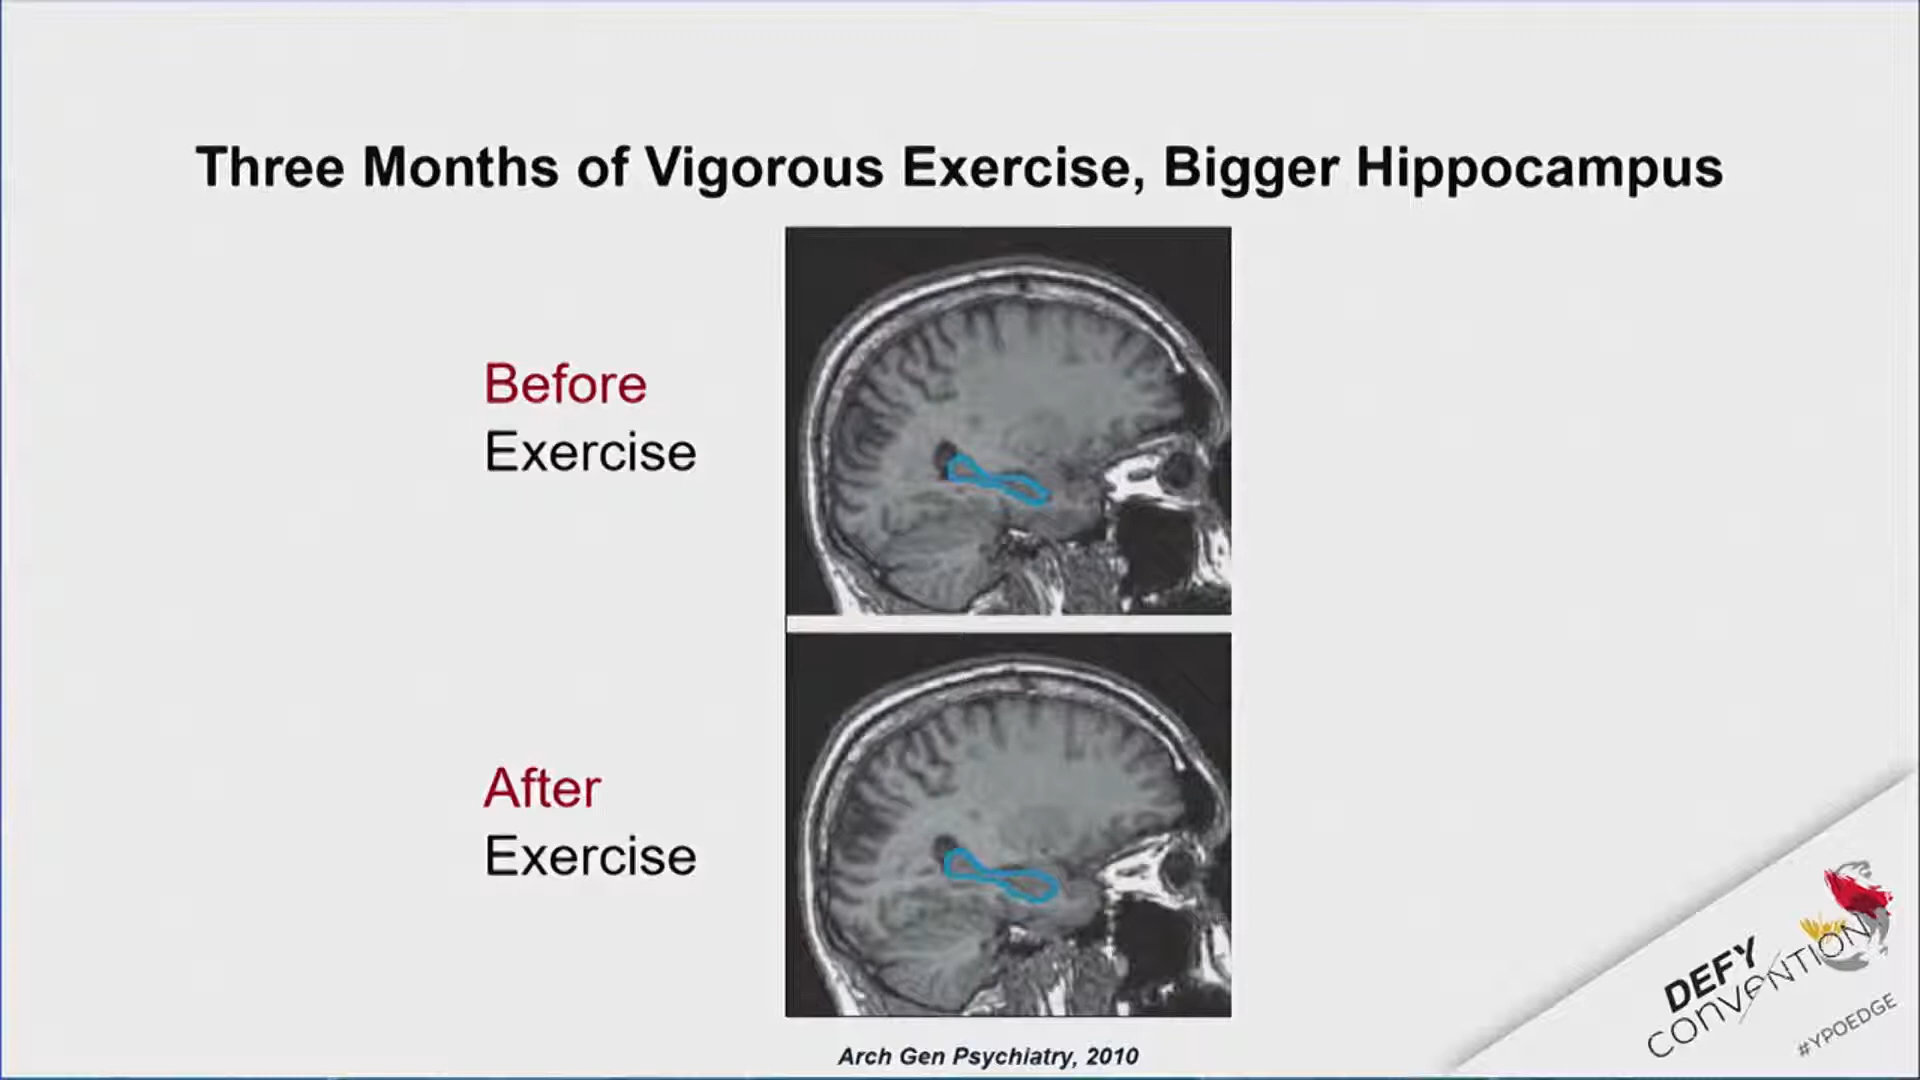 Three Months of Vigorous Exercise, Bigger Hippocampus
Before
Exercise
After
Exercise
Arch Gen Psychiatry, 2010
DEFY
CONVENTION
#YPOEDGE